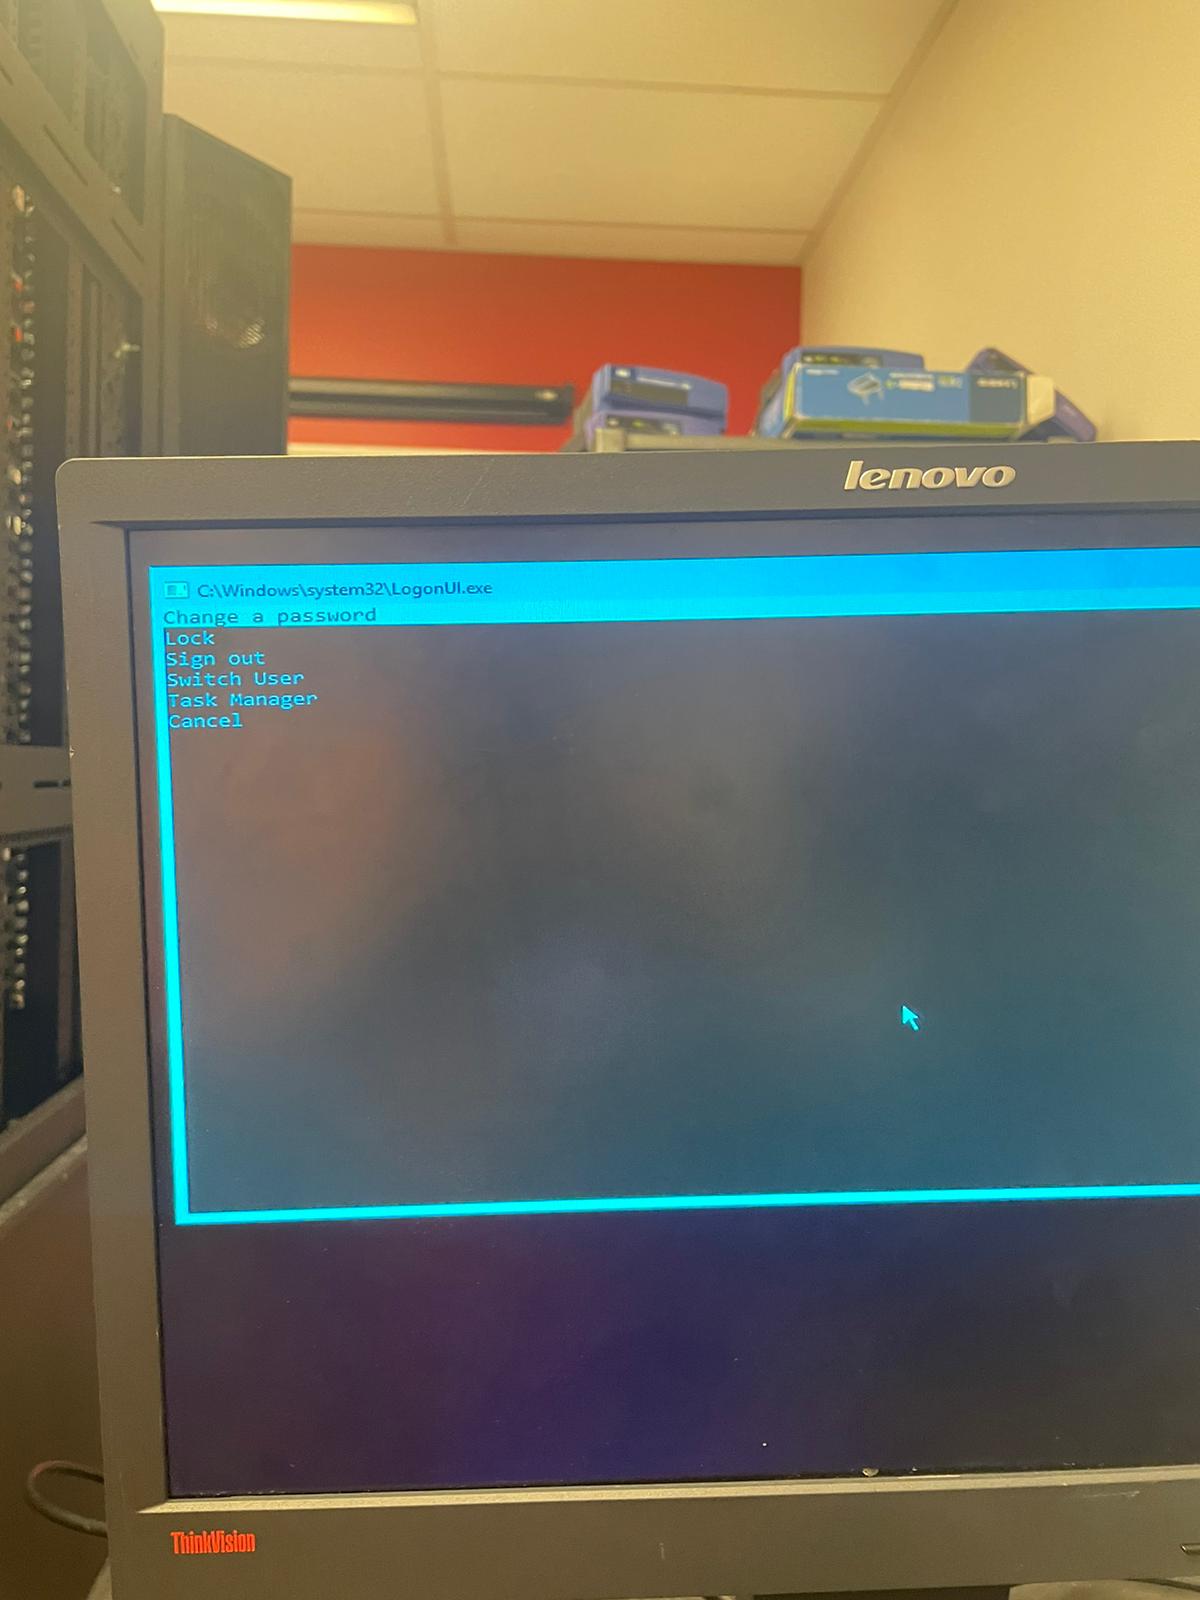 lenovo
C:\Windows\system32\LogonUI.exe
Change a password
Lock
Sign out
Switch User
Task Manager
Cancel
ThinkVision